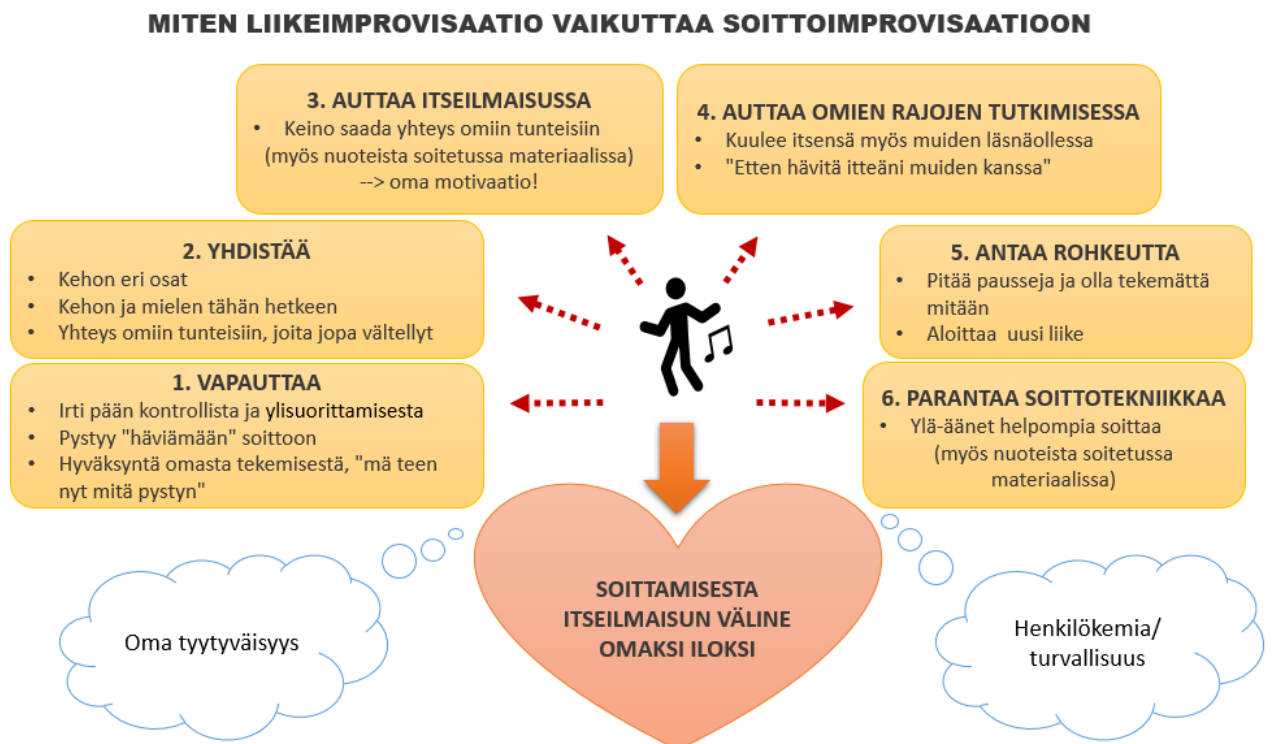 MITEN LIIKEIMPROVISAATIO VAIKUTTAA SOITTOIMPROVISAATIOON
3. AUTTAA ITSEILMAISUSSA
• Keino saada yhteys omiin tunteisiin
(myös nuoteista soitetussa materiaalissa)
--> oma motivaatio!
4. AUTTAA OMIEN RAJOJEN TUTKIMISESSA
• Kuulee itsensä myös muiden läsnäollessa
• "Etten hävitä itteäni muiden kanssa"
2. YHDISTÄÄ
• Kehon eri osat
• Kehon ja mielen tähän hetkeen
• Yhteys omiin tunteisiin, joita jopa vältellyt
5. ANTAA ROHKEUTTA
• Pitää pausseja ja olla tekemättä
mitään
• Aloittaa uusi liike
1. VAPAUTTAA
• Irti pään kontrollista ja ylisuorittamisesta
• Pystyy "häviämään" soittoon
• Hyväksyntä omasta tekemisestä, "mä teen
nyt mitä pystyn"
6. PARANTAA SOITTOTEKNIIKKAA
• Ylä-äänet helpompia soittaa
(myös nuoteista soitetussa
materiaalissa)
Oma tyytyväisyys
SOITTAMISESTA
ITSEILMAISUN VÄLINE
OMAKSI ILOKSI
Henkilökemia/
turvallisuus